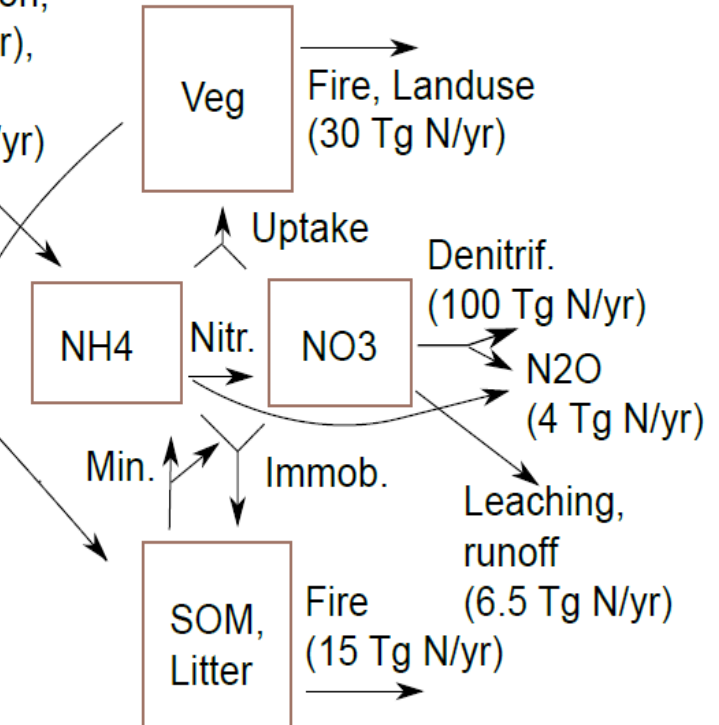 r),
Veg
Fire, Landuse
(30 Tg N/yr)
/yr)
Uptake
Denitrif.
(100 Tg N/yr)
NH4
Nitr.
NO3
N2O
(4 Tg N/yr)
Min.
Immob.
Leaching,
runoff
(6.5 Tg N/yr)
SOM,
Litter
Fire
(15 Tg N/yr)